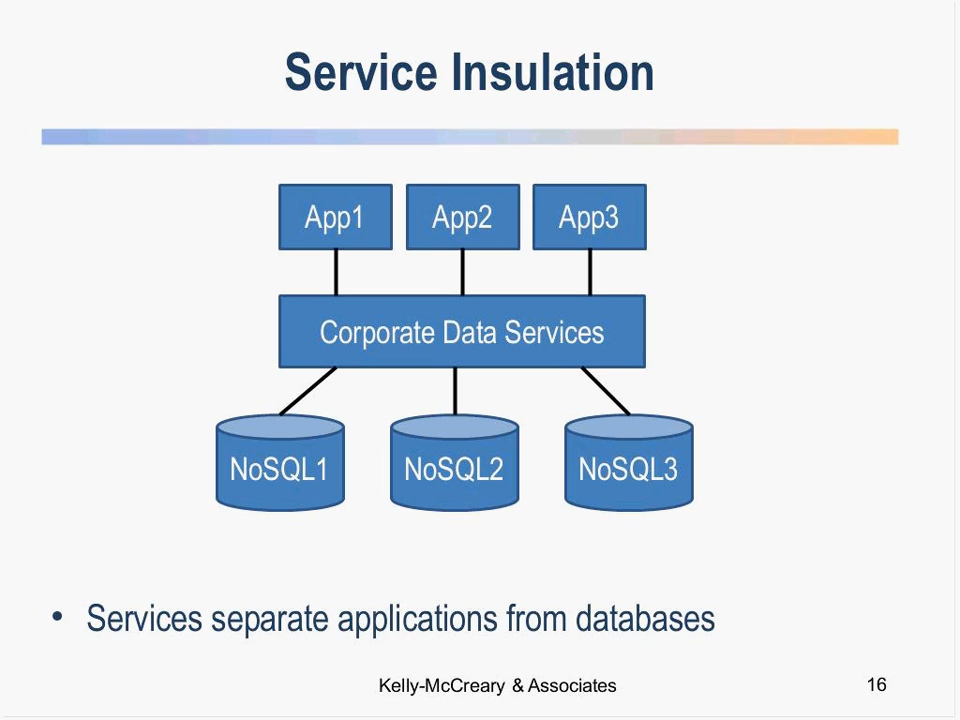 Service Insulation
App1 App2 App3
Corporate Data Services
NoSQL1 NoSQL2 NoSQL3
• Services separate applications from databases
Kelly-McCreary & Associates 16